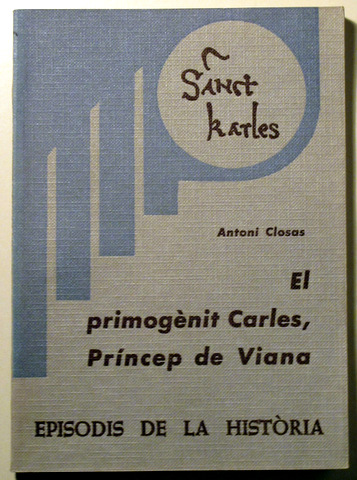 Sanct
karles
Antoni Closas
El
primogènit Carles,
Príncep de Viana
EPISODIS DE LA HISTÒRIA